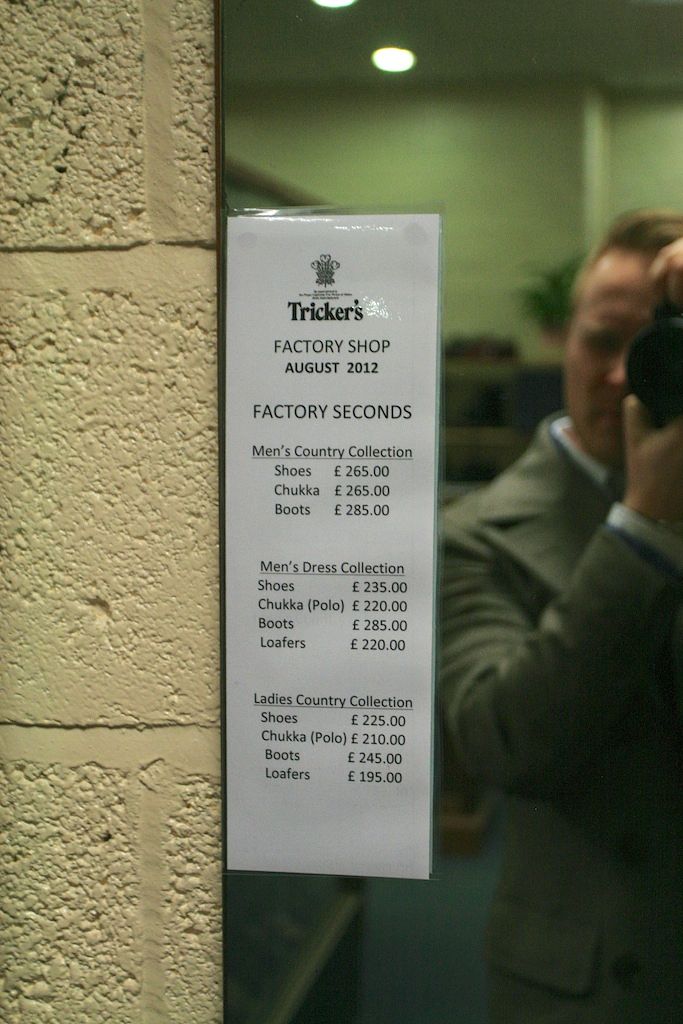 Tricker's
FACTORY SHOP
AUGUST 2012
FACTORY SECONDS
Men's Country Collection
Shoes £ 265.00
Chukka £ 265.00
Boots £ 285.00
Men's Dress Collection
Shoes £ 235.00
Chukka (Polo) £ 220.00
Boots £ 285.00
Loafers £ 220.00
Ladies Country Collection
Shoes £ 225.00
Chukka (Polo) £ 210.00
Boots £ 245.00
Loafers £ 195.00